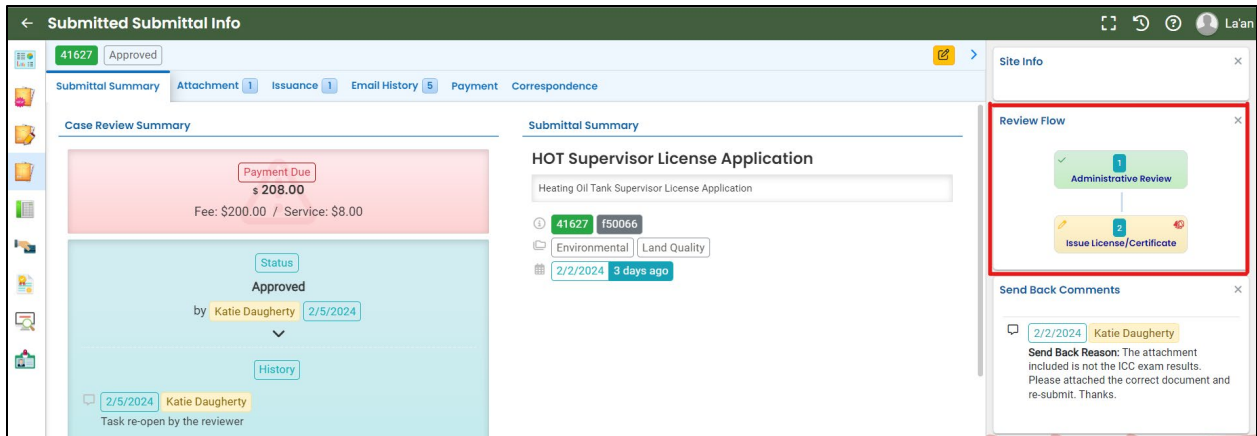 Submitted Submittal Info
La'an
41627 Approved
Submittal Summary Attachment 1 Issuance 1 Email History 5 Payment Correspondence
Case Review Summary
Payment Due
$ 208.00
Fee: $200.00 / Service: $8.00
Status
Approved
by Katie Daugherty 2/5/2024
History
2/5/2024 Katie Daugherty
Task re-open by the reviewer
Submittal Summary
HOT Supervisor License Application
Heating Oil Tank Supervisor License Application
41627 f50066
Environmental Land Quality
2/2/2024 3 days ago
Site Info
Review Flow
1
Administrative Review
2
Issue License/Certificate
Send Back Comments
2/2/2024 Katie Daugherty
Send Back Reason: The attachment
included is not the ICC exam results.
Please attached the correct document and
re-submit. Thanks.